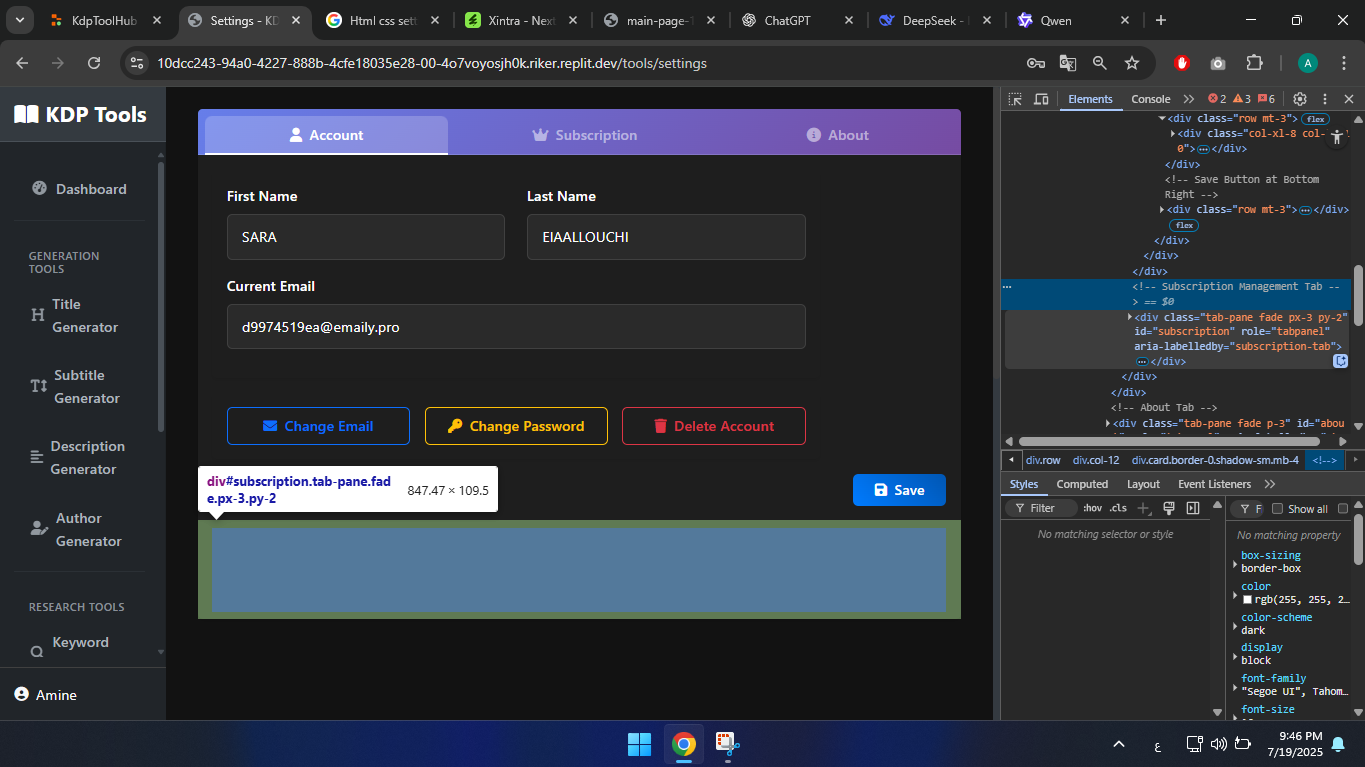 KdpToolHub
Settings - KD
Html css sett
Xintra - Next
main-page-1
ChatGPT
DeepSeek -
Qwen
10dcc243-94a0-4227-888b-4cfe18035e28-00-4o7voyosjh0k.riker.replit.dev/tools/settings
A
KDP Tools
Dashboard
GENERATION
TOOLS
Title
Generator
Subtitle
Generator
Description
Generator
Author
Generator
RESEARCH TOOLS
Keyword
Amine
Account
Subscription
About
First Name
Last Name
SARA
EIAALLOUCHI
Current Email
d9974519ea@emaily.pro
Change Email
Change Password
Delete Account
div#subscription.tab-pane.fad
e.px-3.py-2
847.47 × 109.5
Save
Elements
Console
2
3
6
<div class="row mt-3"> flex
<div class="col-xl-8 col-
0"> ⋯ </div>
</div>
<!-- Save Button at Bottom
Right -->
<div class="row mt-3"> ⋯ </div>
flex
</div>
</div>
</div>
<!-- Subscription Management Tab --
> == $0
<div class="tab-pane fade px-3 py-2"
id="subscription" role="tabpanel"
aria-labelledby="subscription-tab">
⋯ </div>
</div>
</div>
<!-- About Tab -->
<div class="tab-pane fade p-3" id="abou
div.row
div.col-12
div.card.border-0.shadow-sm.mb-4
<!-->
Styles
Computed
Layout
Event Listeners
Filter
:hov
.cls
F
Show all
No matching selector or style
No matching property
box-sizing
border-box
color
rgb(255, 255, 2…
color-scheme
dark
display
block
font-family
"Segoe UI", Tahom…
font-size
ع
9:46 PM
7/19/2025